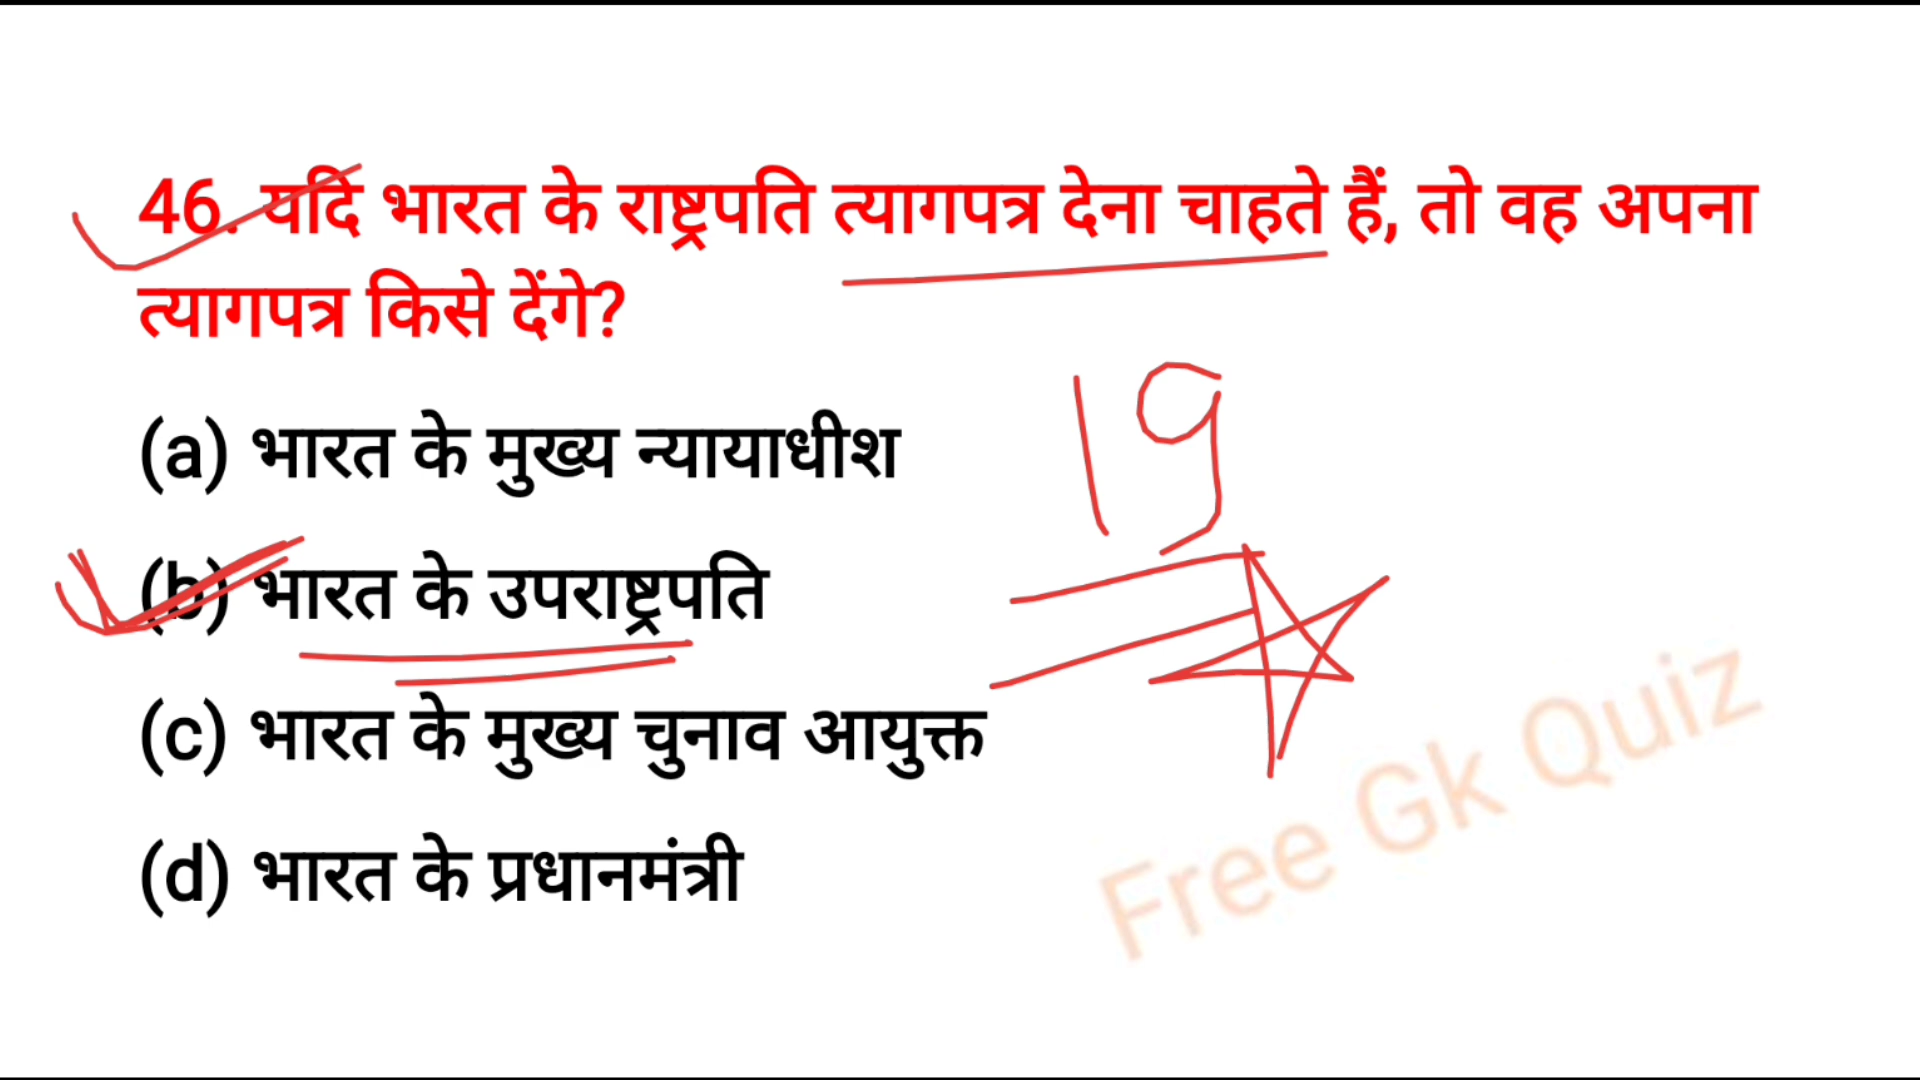 46. यदि भारत के राष्ट्रपति त्यागपत्र देना चाहते हैं, तो वह अपना
त्यागपत्र किसे देंगे?
(a) भारत के मुख्य न्यायाधीश
19
(b) भारत के उपराष्ट्रपति
(c) भारत के मुख्य चुनाव आयुक्त
(d) भारत के प्रधानमंत्री
Free Gk Quiz